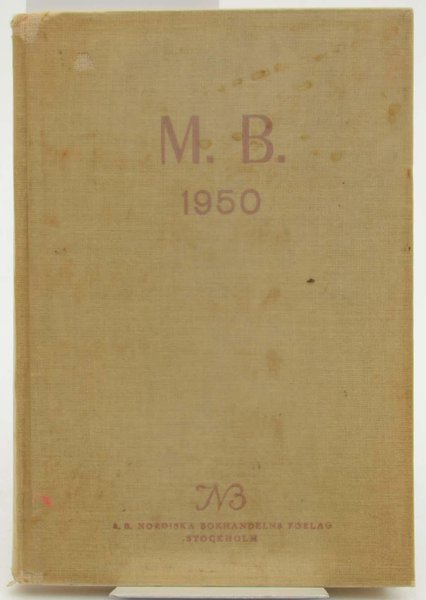 M. B.
1950
NB
A. B. NORDISKA BOKHANDELNS FÖRLAG
STOCKHOLM